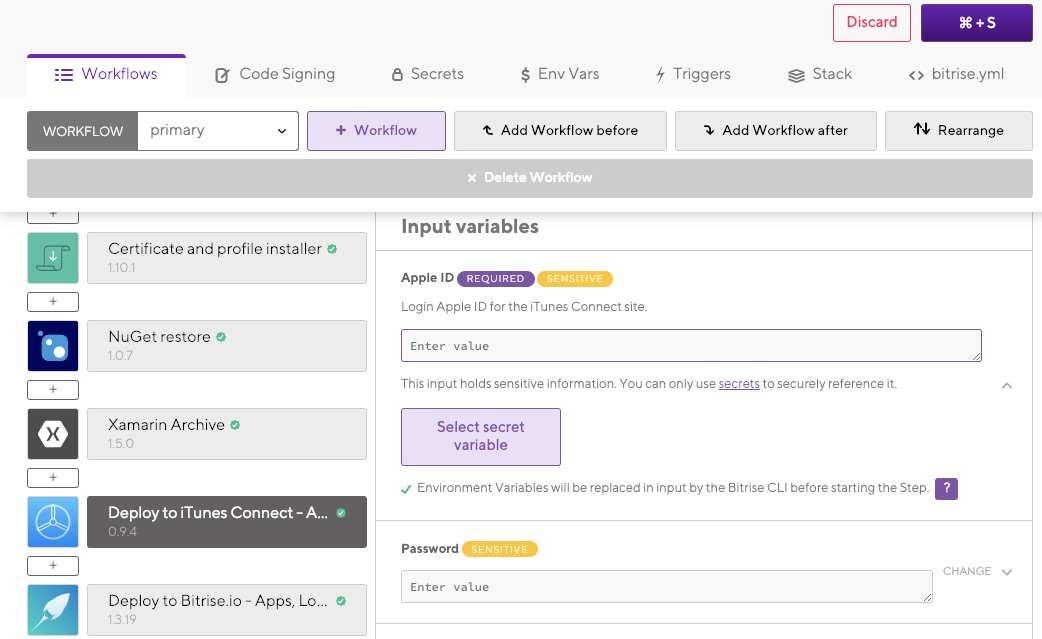 Discard
⌘ + S
Workflows
Code Signing
Secrets
$ Env Vars
Triggers
Stack
<> bitrise.yml
WORKFLOW
primary
+ Workflow
Add Workflow before
Add Workflow after
Rearrange
× Delete Workflow
+
Input variables
Certificate and profile installer
1.10.1
Apple ID REQUIRED SENSITIVE
Login Apple ID for the iTunes Connect site.
+
NuGet restore
1.0.7
Enter value
This input holds sensitive information. You can only use secrets to securely reference it.
+
Xamarin Archive
1.5.0
Select secret
variable
+
Environment Variables will be replaced in input by the Bitrise CLI before starting the Step. ?
Deploy to iTunes Connect - A...
0.9.4
Password SENSITIVE
+
CHANGE
Enter value
Deploy to Bitrise.io - Apps, Lo...
1.3.19